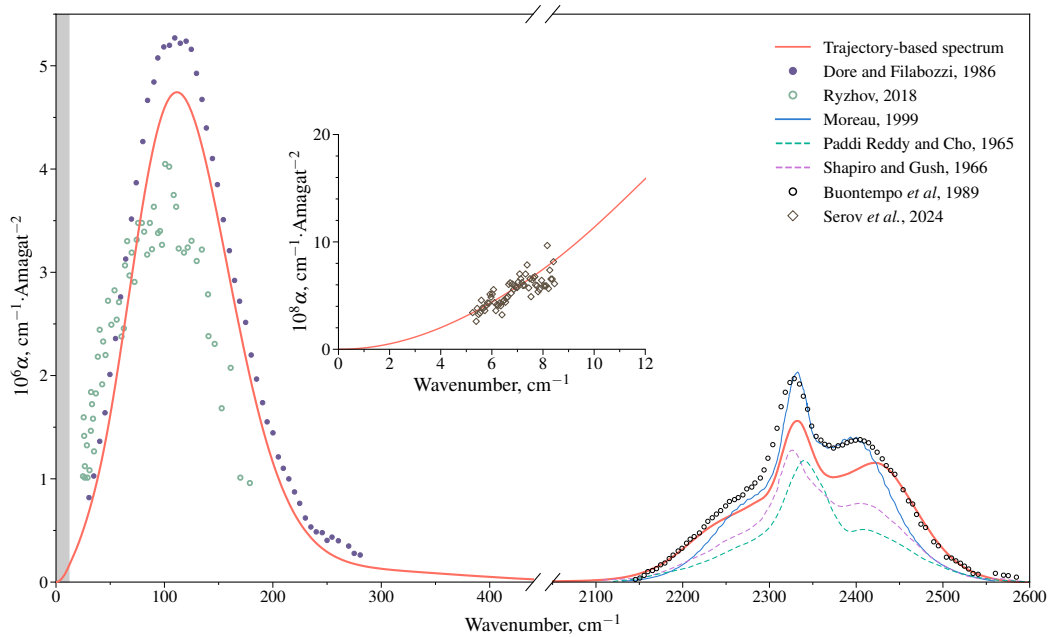 Trajectory-based spectrum
Dore and Filabozzi, 1986
Ryzhov, 2018
Moreau, 1999
Paddi Reddy and Cho, 1965
Shapiro and Gush, 1966
Buontempo et al, 1989
Serov et al., 2024
10⁶α, cm⁻¹·Amagat⁻²
5
4
3
2
1
0
10⁸α, cm⁻¹·Amagat⁻²
20
10
0
0 2 4 6 8 10 12
Wavenumber, cm⁻¹
0 100 200 300 400 2100 2200 2300 2400 2500 2600
Wavenumber, cm⁻¹